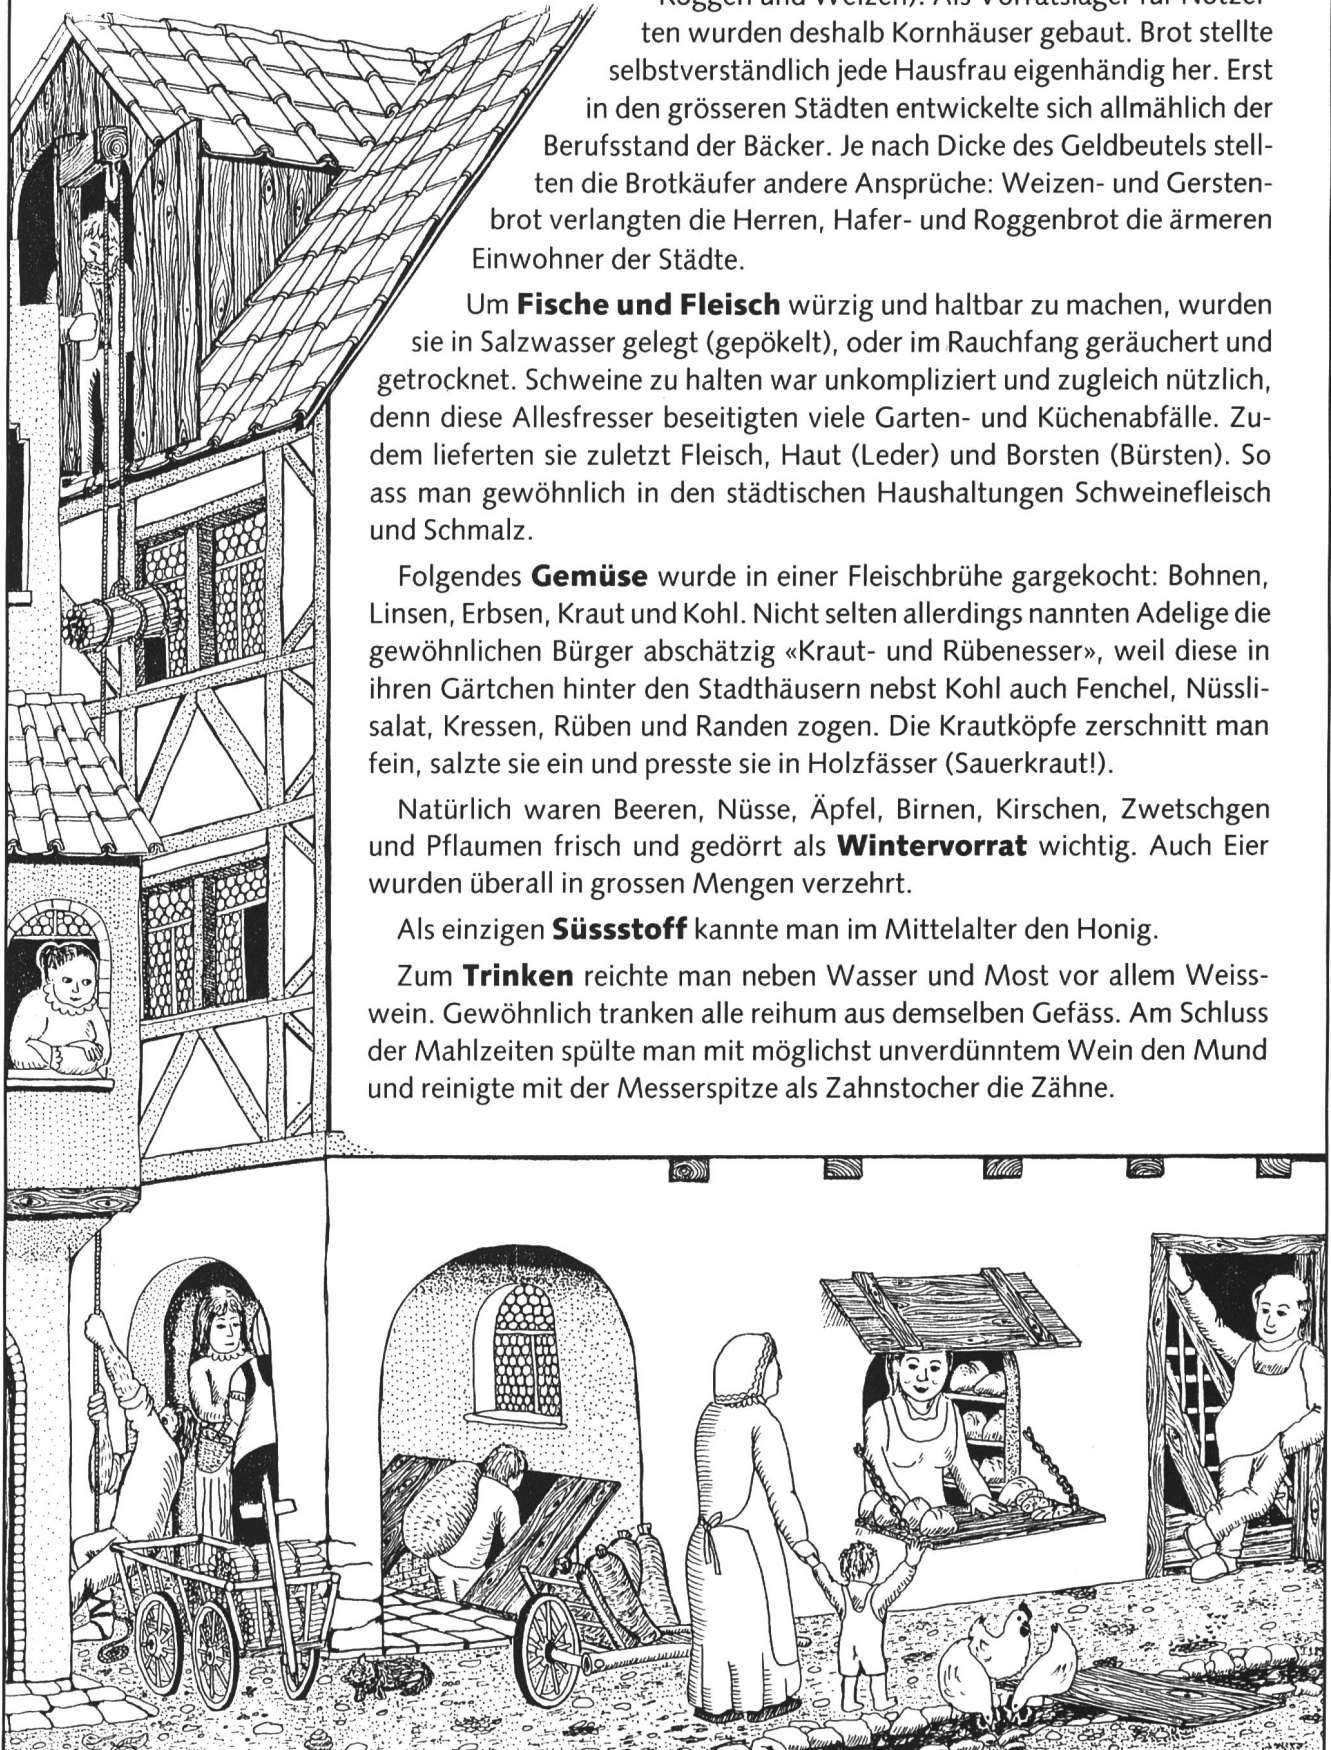 Roggen und Weizen). Als Vorratslager für Notzei-
ten wurden deshalb Kornhäuser gebaut. Brot stellte
selbstverständlich jede Hausfrau eigenhändig her. Erst
in den grösseren Städten entwickelte sich allmählich der
Berufsstand der Bäcker. Je nach Dicke des Geldbeutels stell-
ten die Brotkäufer andere Ansprüche: Weizen- und Gersten-
brot verlangten die Herren, Hafer- und Roggenbrot die ärmeren
Einwohner der Städte.
Um Fische und Fleisch würzig und haltbar zu machen, wurden
sie in Salzwasser gelegt (gepökelt), oder im Rauchfang geräuchert und
getrocknet. Schweine zu halten war unkompliziert und zugleich nützlich,
denn diese Allesfresser beseitigten viele Garten- und Küchenabfälle. Zu-
dem lieferten sie zuletzt Fleisch, Haut (Leder) und Borsten (Bürsten). So
ass man gewöhnlich in den städtischen Haushaltungen Schweinefleisch
und Schmalz.
Folgendes Gemüse wurde in einer Fleischbrühe gargekocht: Bohnen,
Linsen, Erbsen, Kraut und Kohl. Nicht selten allerdings nannten Adelige die
gewöhnlichen Bürger abschätzig «Kraut- und Rübenesser», weil diese in
ihren Gärtchen hinter den Stadthäusern nebst Kohl auch Fenchel, Nüssli-
salat, Kressen, Rüben und Randen zogen. Die Krautköpfe zerschnitt man
fein, salzte sie ein und presste sie in Holzfässer (Sauerkraut!).
Natürlich waren Beeren, Nüsse, Äpfel, Birnen, Kirschen, Zwetschgen
und Pflaumen frisch und gedörrt als Wintervorrat wichtig. Auch Eier
wurden überall in grossen Mengen verzehrt.
Als einzigen Süssstoff kannte man im Mittelalter den Honig.
Zum Trinken reichte man neben Wasser und Most vor allem Weiss-
wein. Gewöhnlich tranken alle reihum aus demselben Gefäss. Am Schluss
der Mahlzeiten spülte man mit möglichst unverdünntem Wein den Mund
und reinigte mit der Messerspitze als Zahnstocher die Zähne.